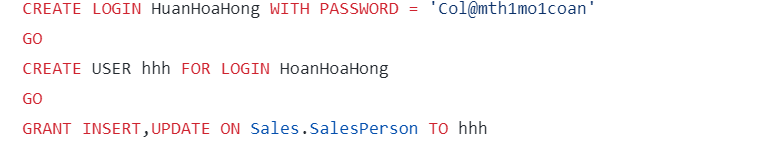 CREATE LOGIN HuanHoaHong WITH PASSWORD = 'Col@mth1mo1coan'
GO
CREATE USER hhh FOR LOGIN HoanHoaHong
GO
GRANT INSERT,UPDATE ON Sales.SalesPerson TO hhh